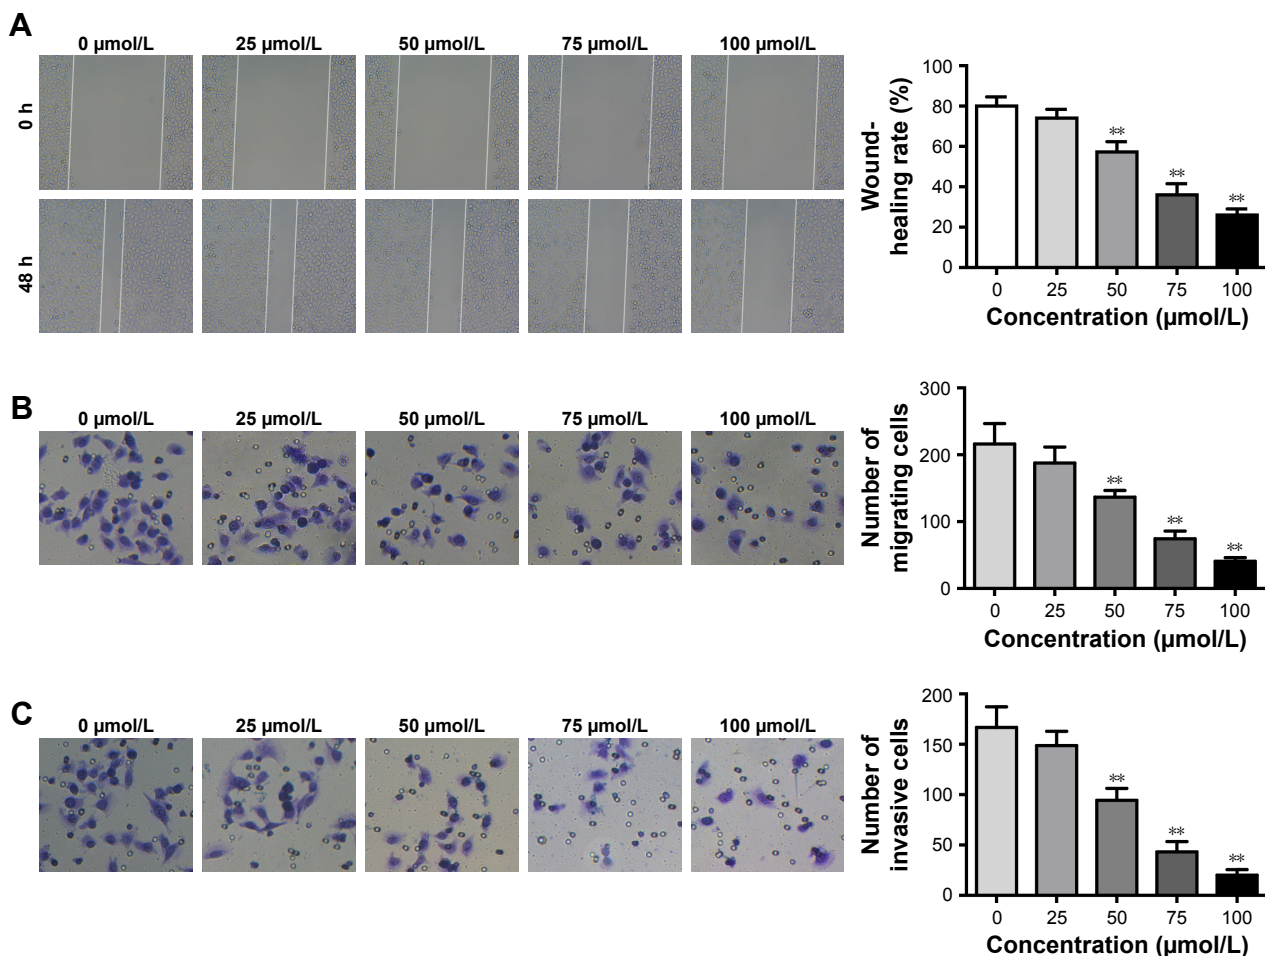 A
0 µmol/L 25 µmol/L 50 µmol/L 75 µmol/L 100 µmol/L
0 h
48 h
Wound-
healing rate (%)
100
80
60
40
20
0
** ** **
0 25 50 75 100
Concentration (µmol/L)
B
0 µmol/L 25 µmol/L 50 µmol/L 75 µmol/L 100 µmol/L
Number of
migrating cells
300
200
100
0
** ** **
0 25 50 75 100
Concentration (µmol/L)
C
0 µmol/L 25 µmol/L 50 µmol/L 75 µmol/L 100 µmol/L
Number of
invasive cells
200
150
100
50
0
** ** **
0 25 50 75 100
Concentration (µmol/L)